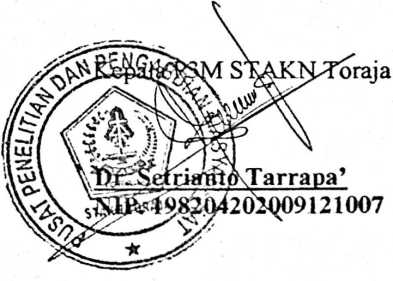 Kepala P3M STAKN Toraja
PUSAT PENELITIAN DAN PENGABDIAN
Dr. Setrianto Tarrapa'
NIP. 198204202009121007